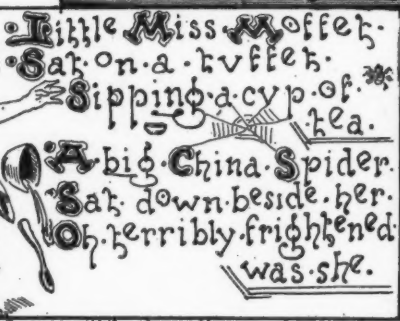 Little Miss Moffet.
Sat on a tuffet.
Sipping a cup of
tea.
A big China Spider.
Sat down beside her.
Oh terribly frightened
was she.